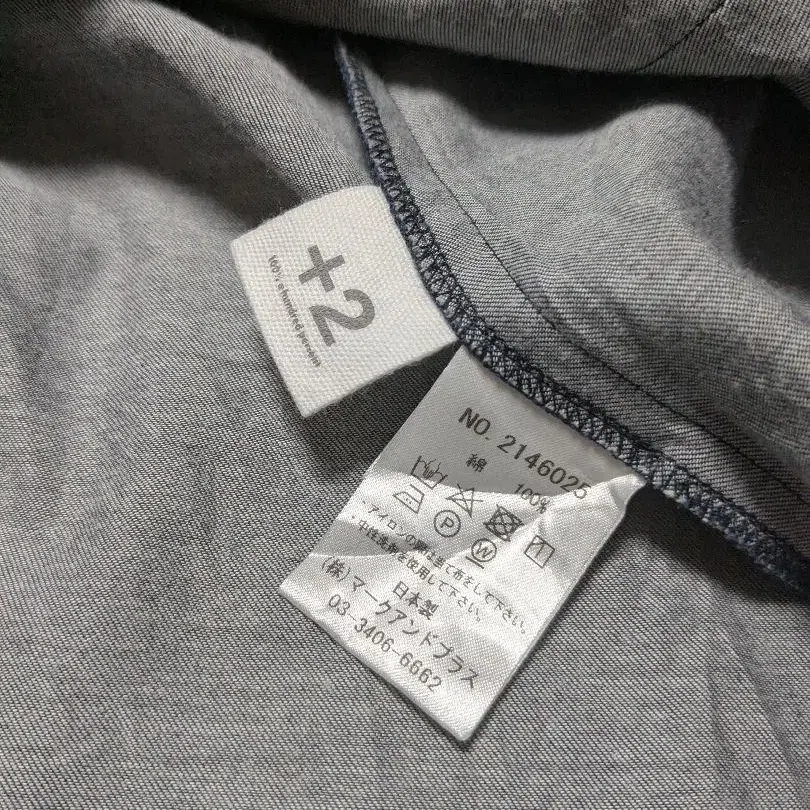 +2
100% a hundred percent
NO. 2146025
綿 100%
P W
・アイロンの際は当て布をして下さい。
・中性洗剤を使用して下さい。
日本製
(株)マークアンドプラス
03-3406-6662